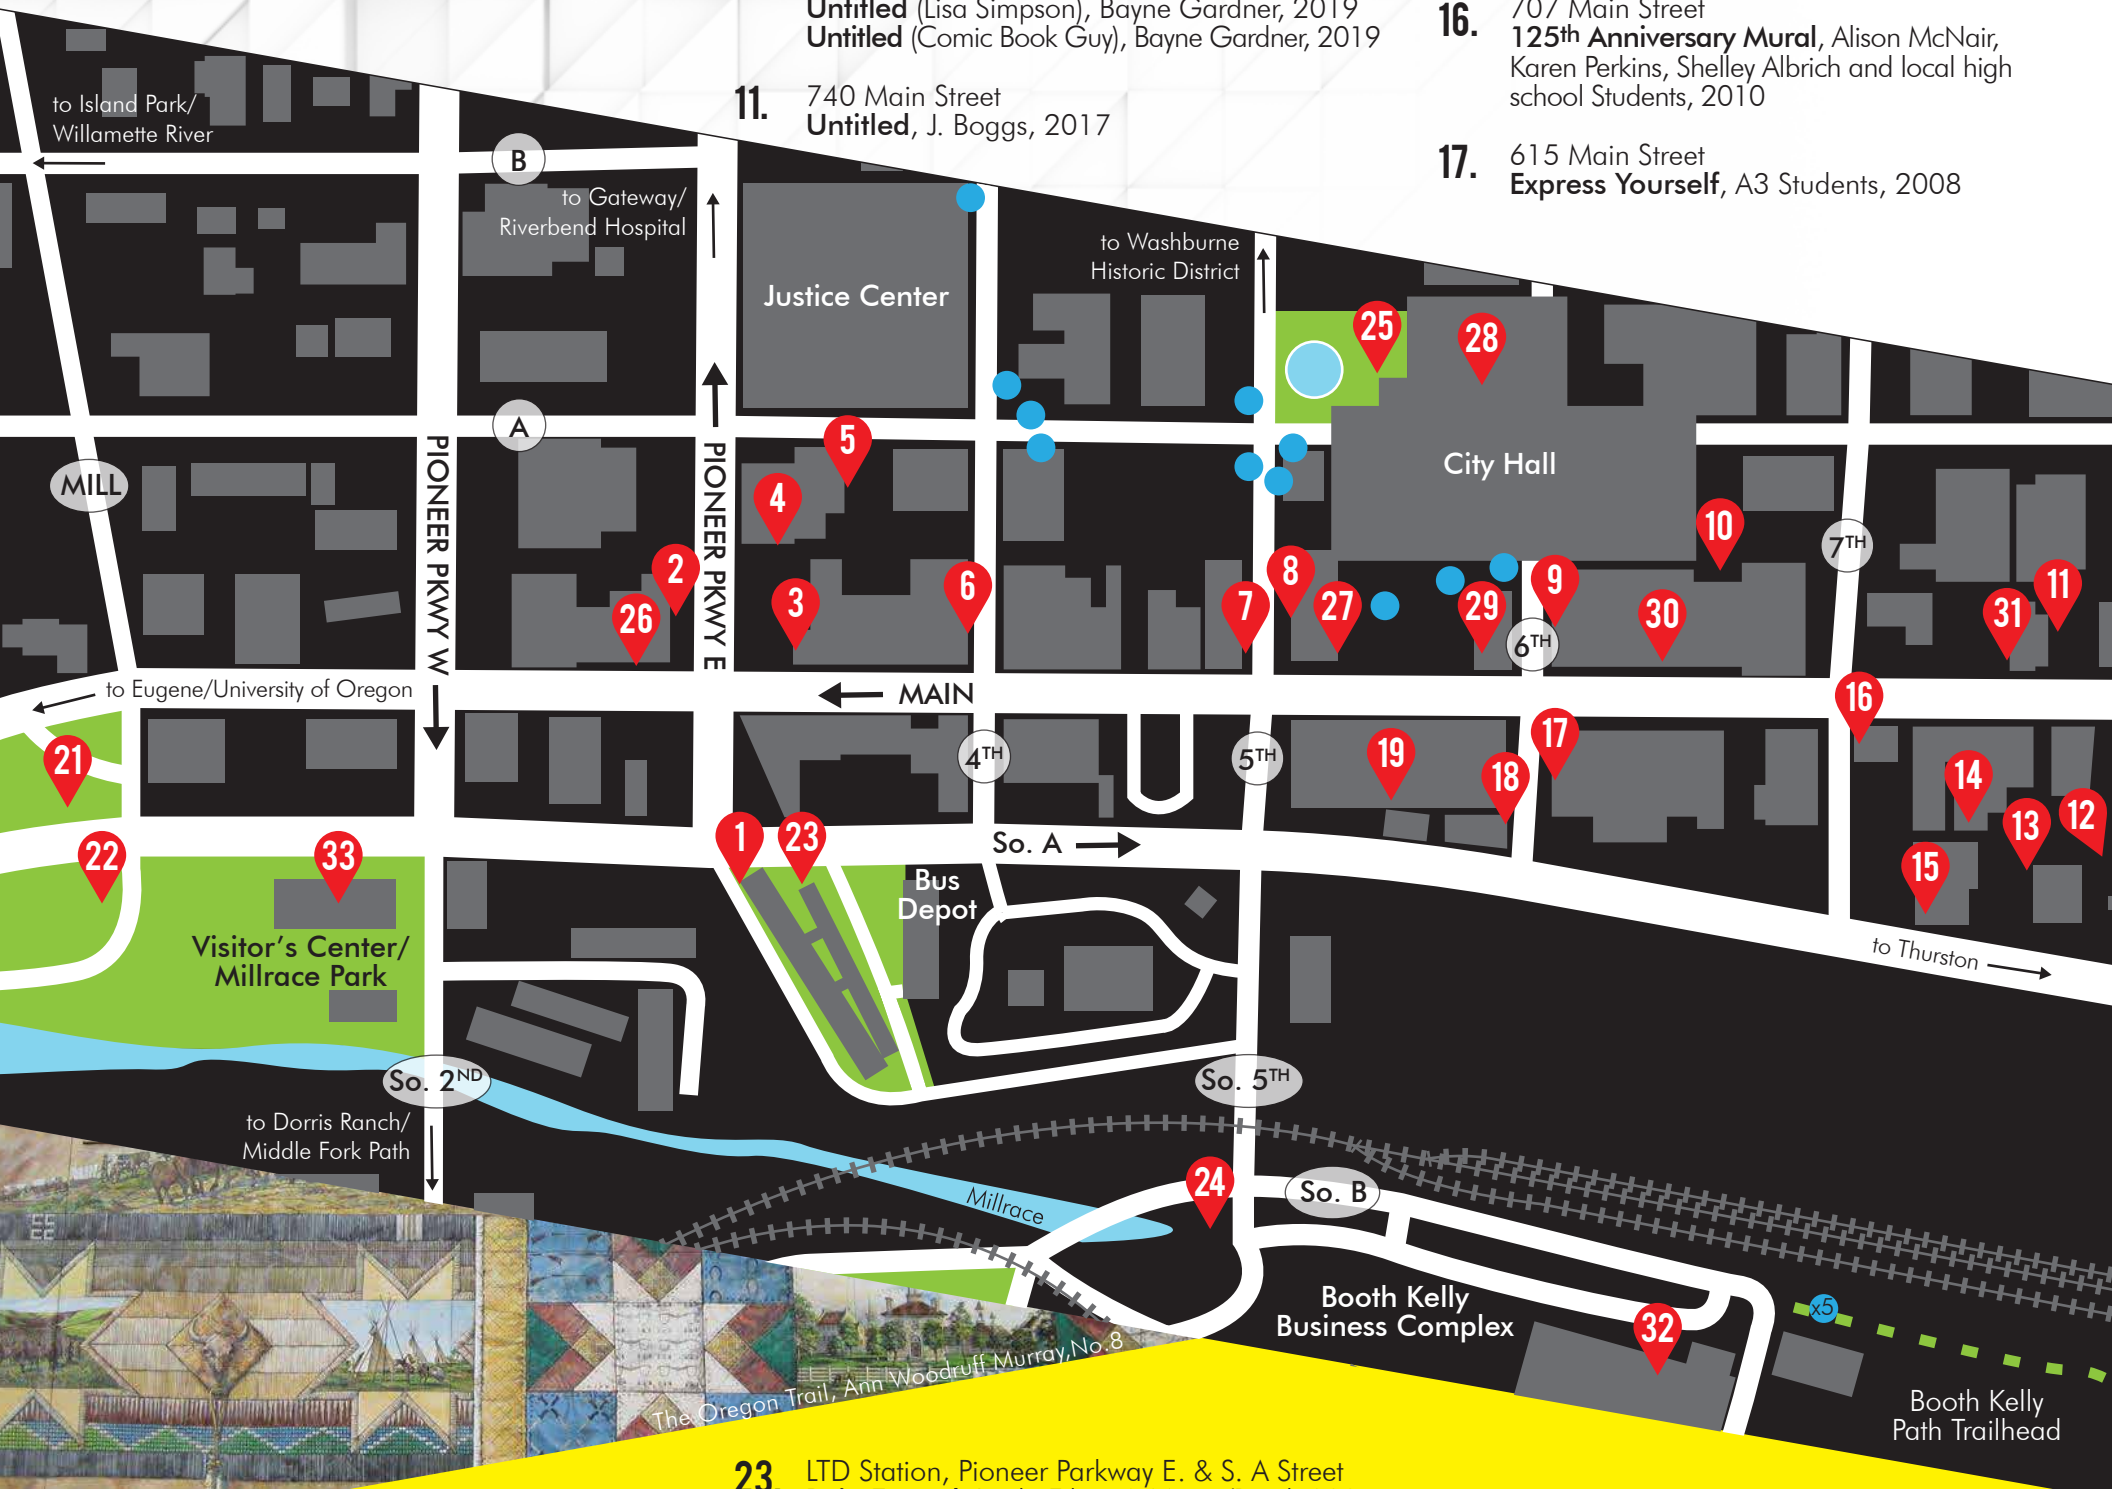 Untitled (Lisa Simpson), Bayne Gardner, 2019
Untitled (Comic Book Guy), Bayne Gardner, 2019
11. 740 Main Street
Untitled, J. Boggs, 2017
16. 707 Main Street
125th Anniversary Mural, Alison McNair,
Karen Perkins, Shelley Albrich and local high
school Students, 2010
17. 615 Main Street
Express Yourself, A3 Students, 2008
to Island Park/
Willamette River
B
to Gateway/
Riverbend Hospital
Justice Center
to Washburne
Historic District
25
28
A
5
City Hall
MILL
PIONEER PKWY W
PIONEER PKWY E
4
10
7TH
2
26
3
6
7
8
27
29
9
6TH
30
31
11
to Eugene/University of Oregon
MAIN
16
21
4TH
5TH
19
18
17
14
13
12
22
33
1
23
So. A
15
Bus
Depot
Visitor's Center/
Millrace Park
to Thurston
So. 2ND
So. 5TH
to Dorris Ranch/
Middle Fork Path
Millrace
24
So. B
Booth Kelly
Business Complex
32
x5
Booth Kelly
Path Trailhead
The Oregon Trail, Ann Woodruff Murray, No.8
23. LTD Station, Pioneer Parkway E. & S. A Street